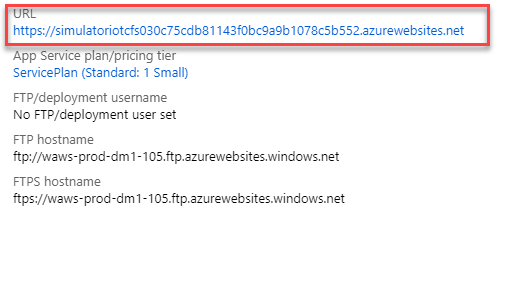 URL
https://simulatoriotcfs030c75cdb81143f0bc9a9b1078c5b552.azurewebsites.net
App Service plan/pricing tier
ServicePlan (Standard: 1 Small)
FTP/deployment username
No FTP/deployment user set
FTP hostname
ftp://waws-prod-dm1-105.ftp.azurewebsites.windows.net
FTPS hostname
ftps://waws-prod-dm1-105.ftp.azurewebsites.windows.net